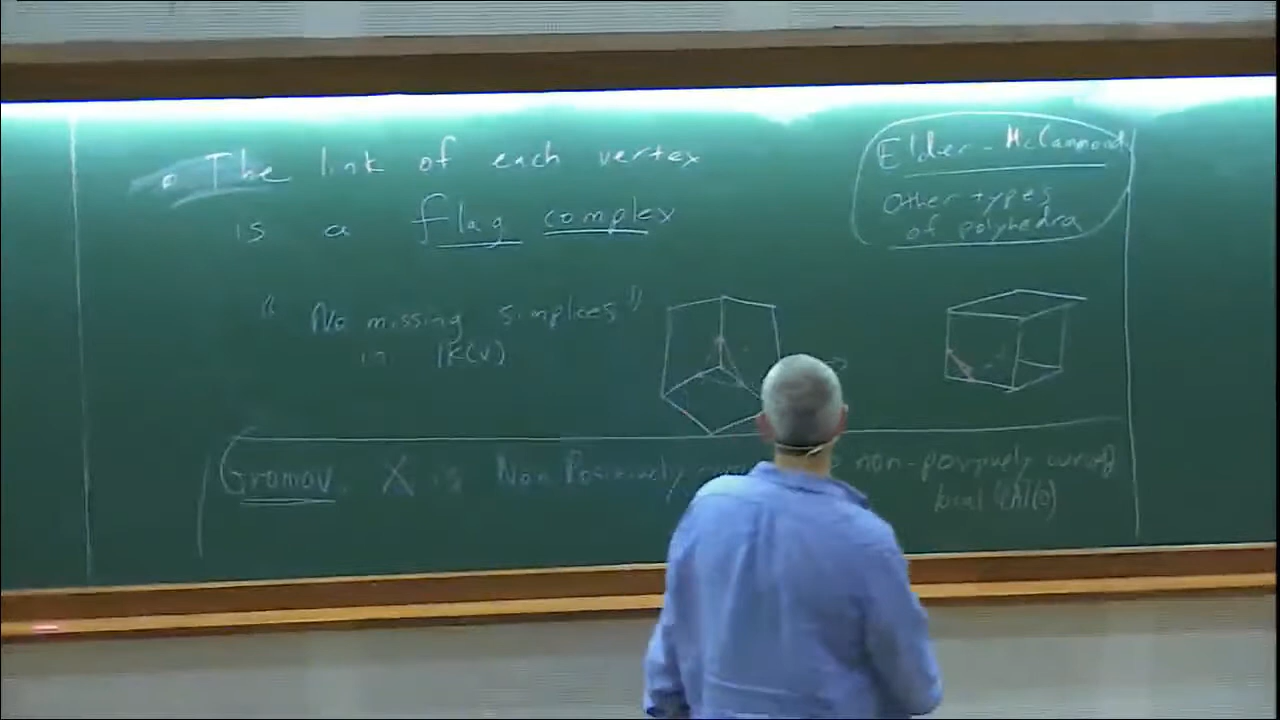 The link of each vertex
is a flag complex
" No missing simplices "
in lk(v)
Elder - McCammond
Other types
of polyhedra
Gromov. X is Non Positively non-positively curved
local CAT(0)